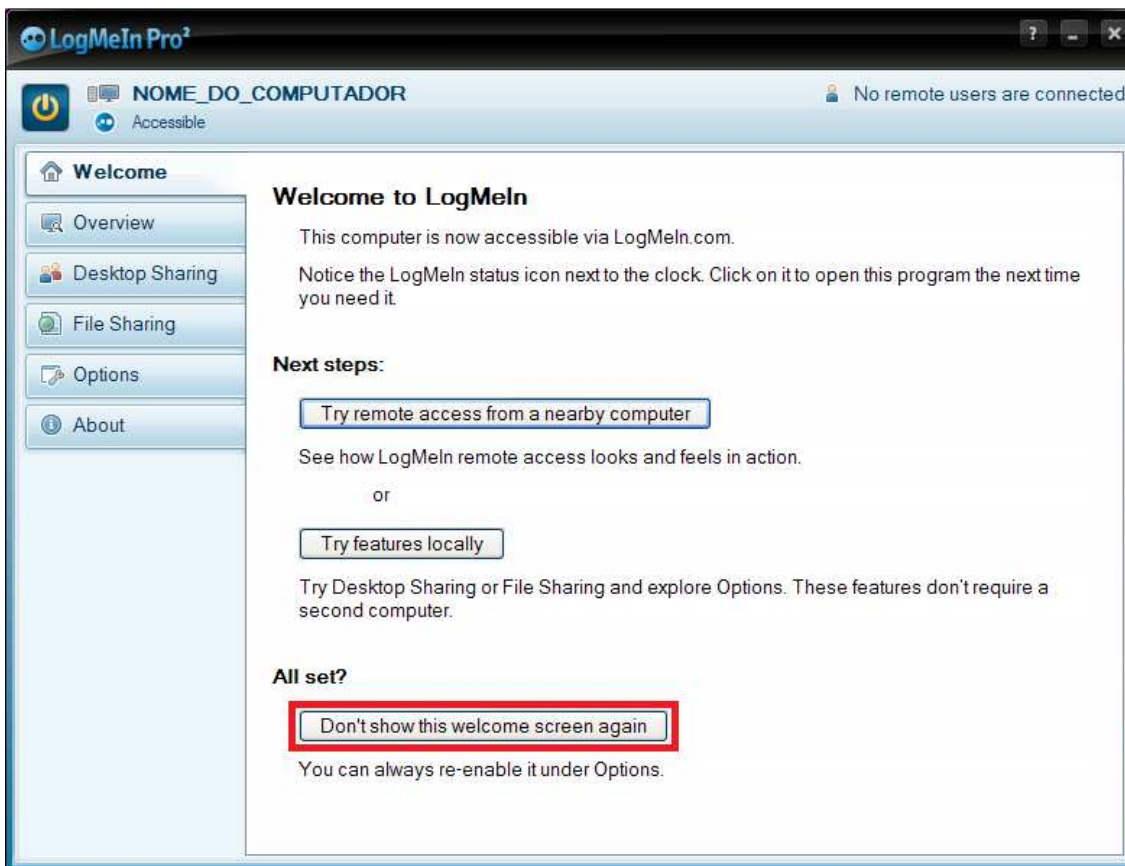 LogMeIn Pro²
?
NOME_DO_COMPUTADOR
Accessible
No remote users are connected
Welcome
Overview
Desktop Sharing
File Sharing
Options
About
Welcome to LogMeIn
This computer is now accessible via LogMeIn.com.
Notice the LogMeIn status icon next to the clock. Click on it to open this program the next time
you need it.
Next steps:
Try remote access from a nearby computer
See how LogMeIn remote access looks and feels in action.
or
Try features locally
Try Desktop Sharing or File Sharing and explore Options. These features don't require a
second computer.
All set?
Don't show this welcome screen again
You can always re-enable it under Options.